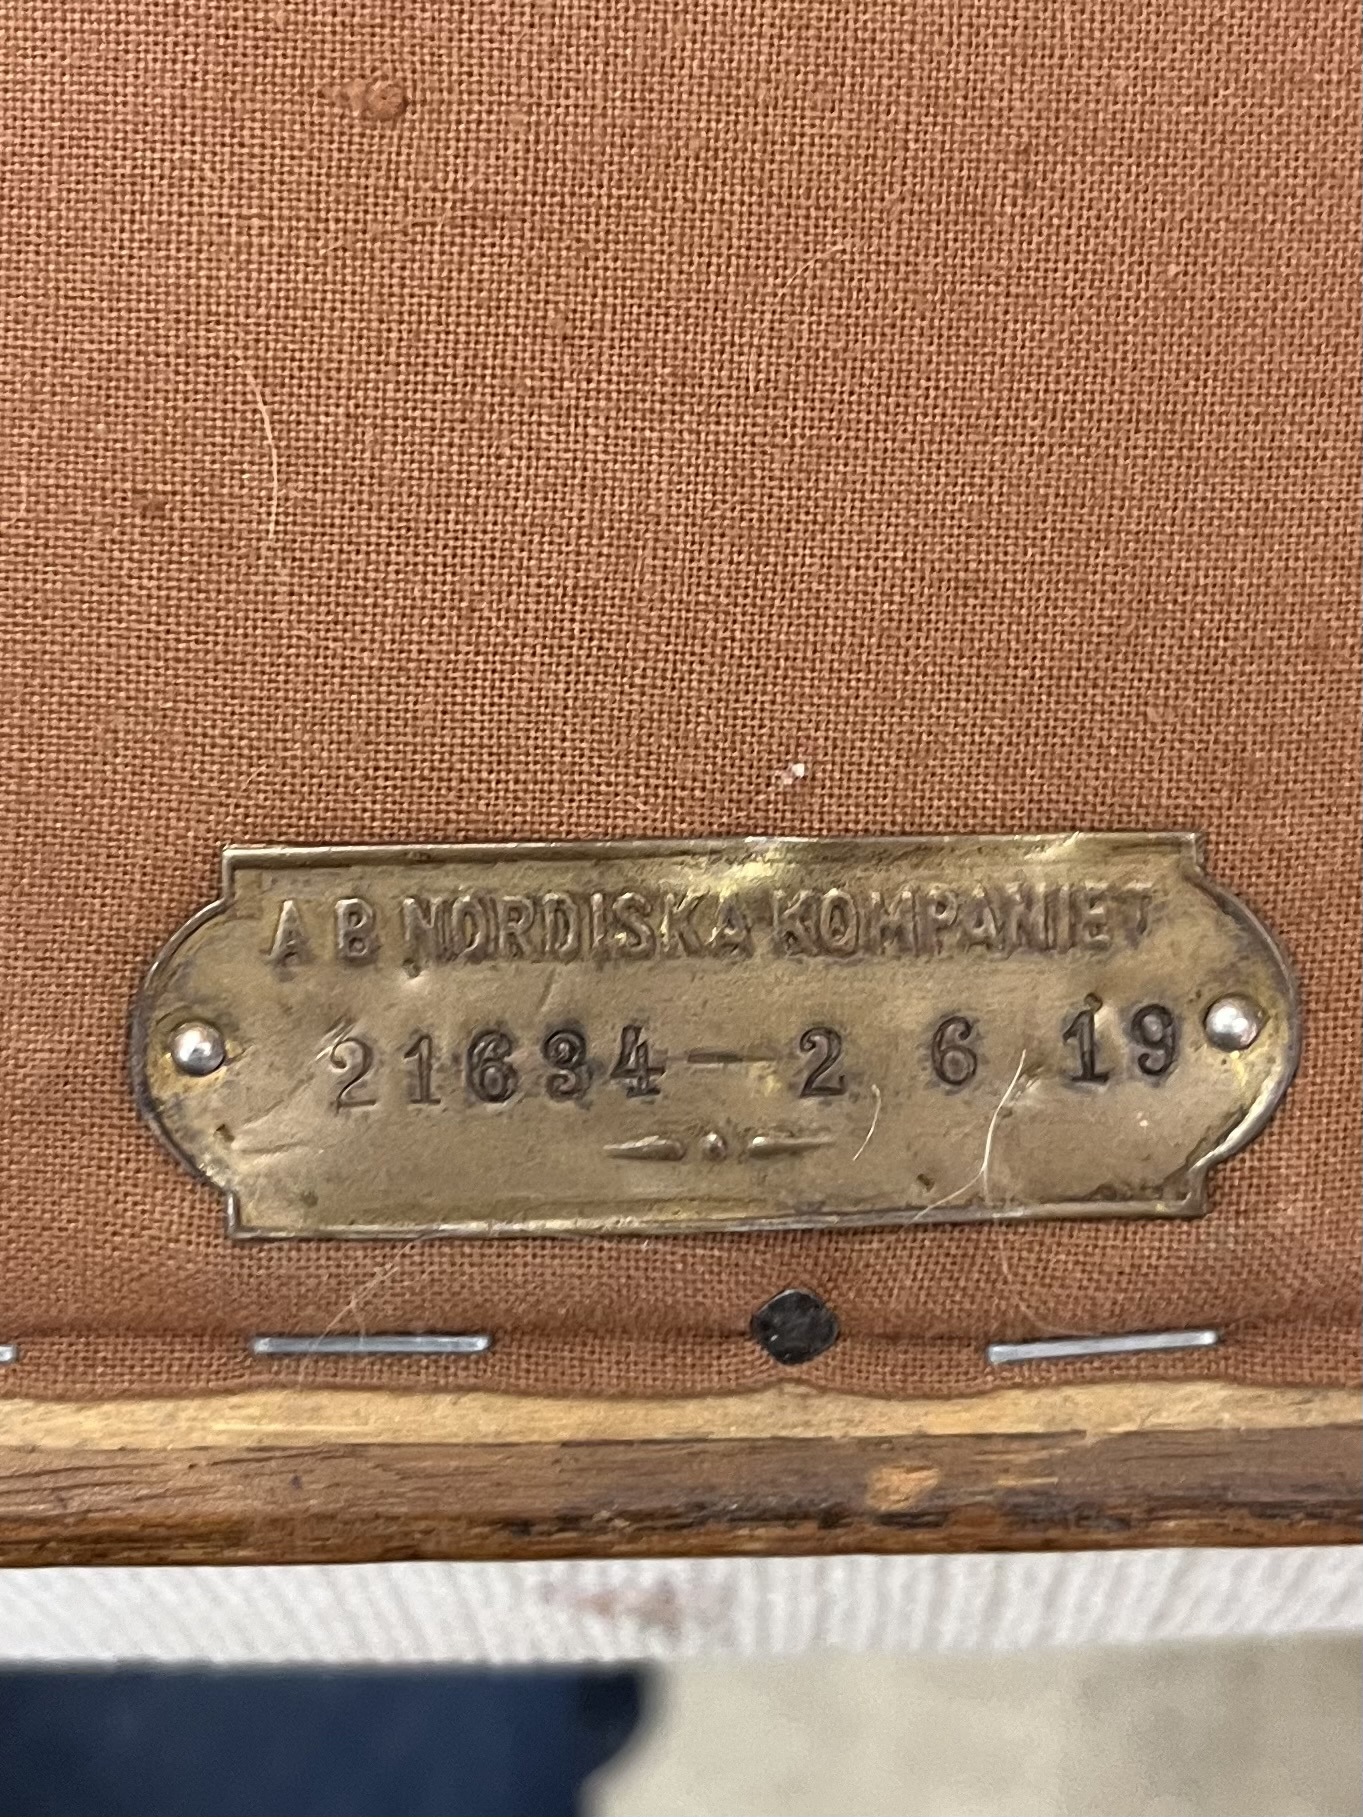 A B NORDISKA KOMPANIET
21634 — 2 6 19